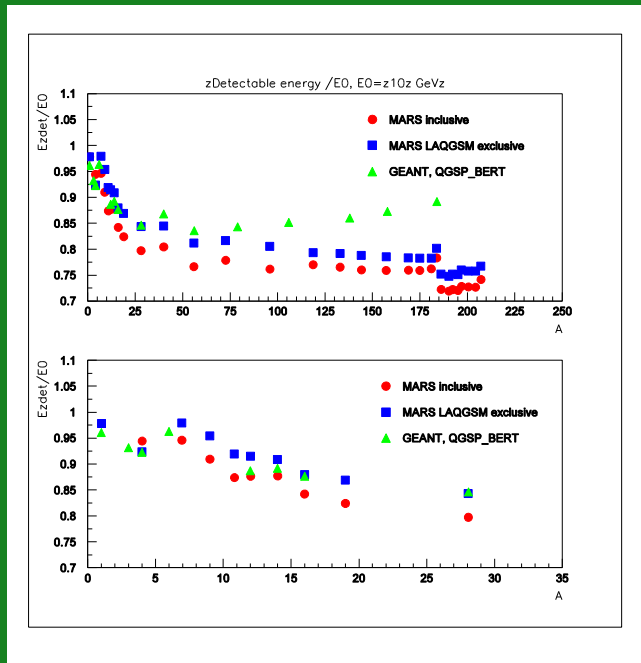 zDetectable energy /E0, E0=z10z GeVz
Ezdet/E0
1.1
1.05
1
0.95
0.9
0.85
0.8
0.75
0.7
MARS inclusive
MARS LAQGSM exclusive
GEANT, QGSP_BERT
0 25 50 75 100 125 150 175 200 225 250
A
Ezdet/E0
1.1
1.05
1
0.95
0.9
0.85
0.8
0.75
0.7
MARS inclusive
MARS LAQGSM exclusive
GEANT, QGSP_BERT
0 5 10 15 20 25 30 35
A